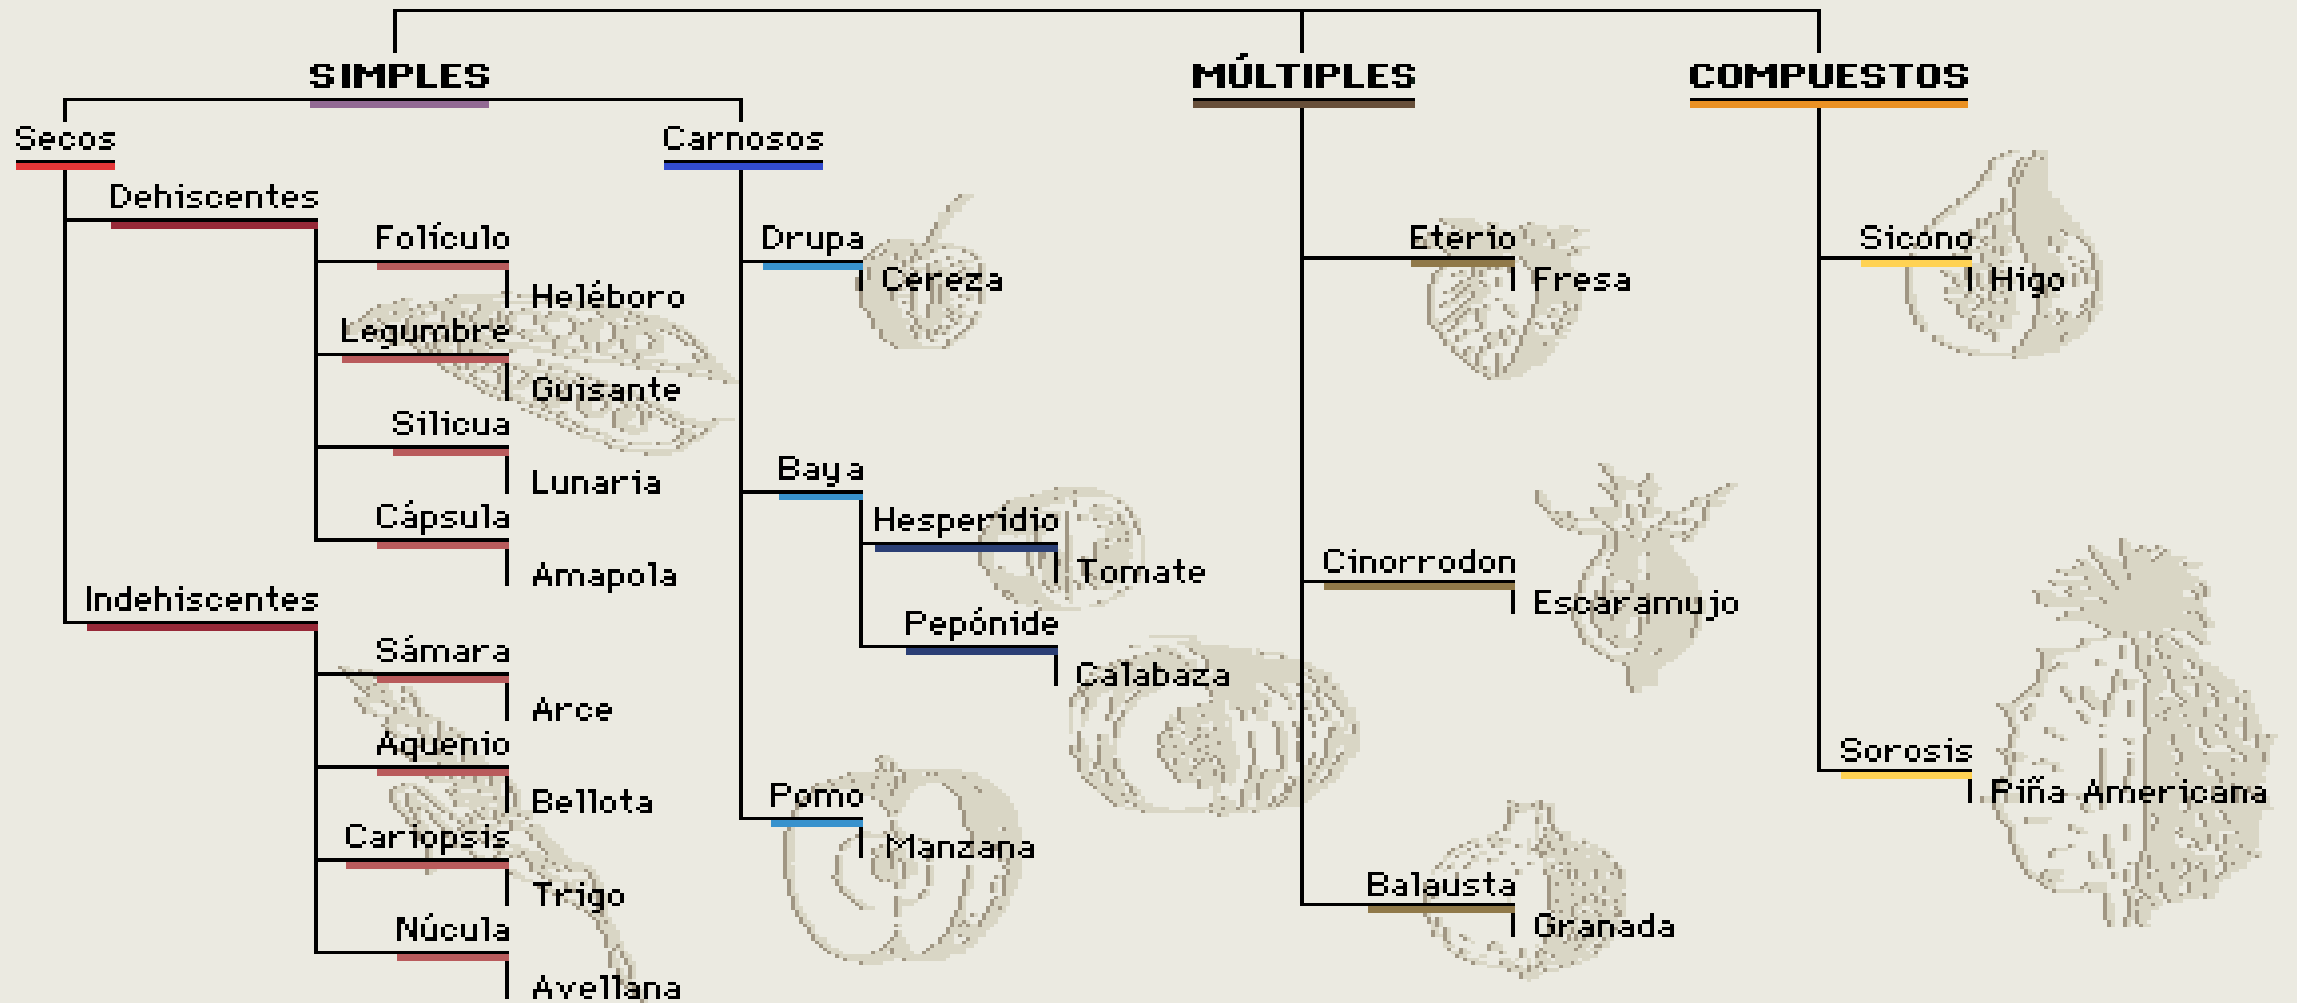 SIMPLES
MÚLTIPLES
COMPUESTOS
Secos
Dehiscentes
Folículo
Heléboro
Legumbre
Guisante
Silicua
Lunaria
Cápsula
Amapola
Indehiscentes
Sámara
Arce
Aquenio
Bellota
Cariopsis
Trigo
Núcula
Avellana
Carnosos
Drupa
Cereza
Baya
Hesperidio
Tomate
Pepónide
Calabaza
Pomo
Manzana
Eterio
Fresa
Cinorrodon
Escaramujo
Balausta
Granada
Sicono
Higo
Sorosis
Piña Americana